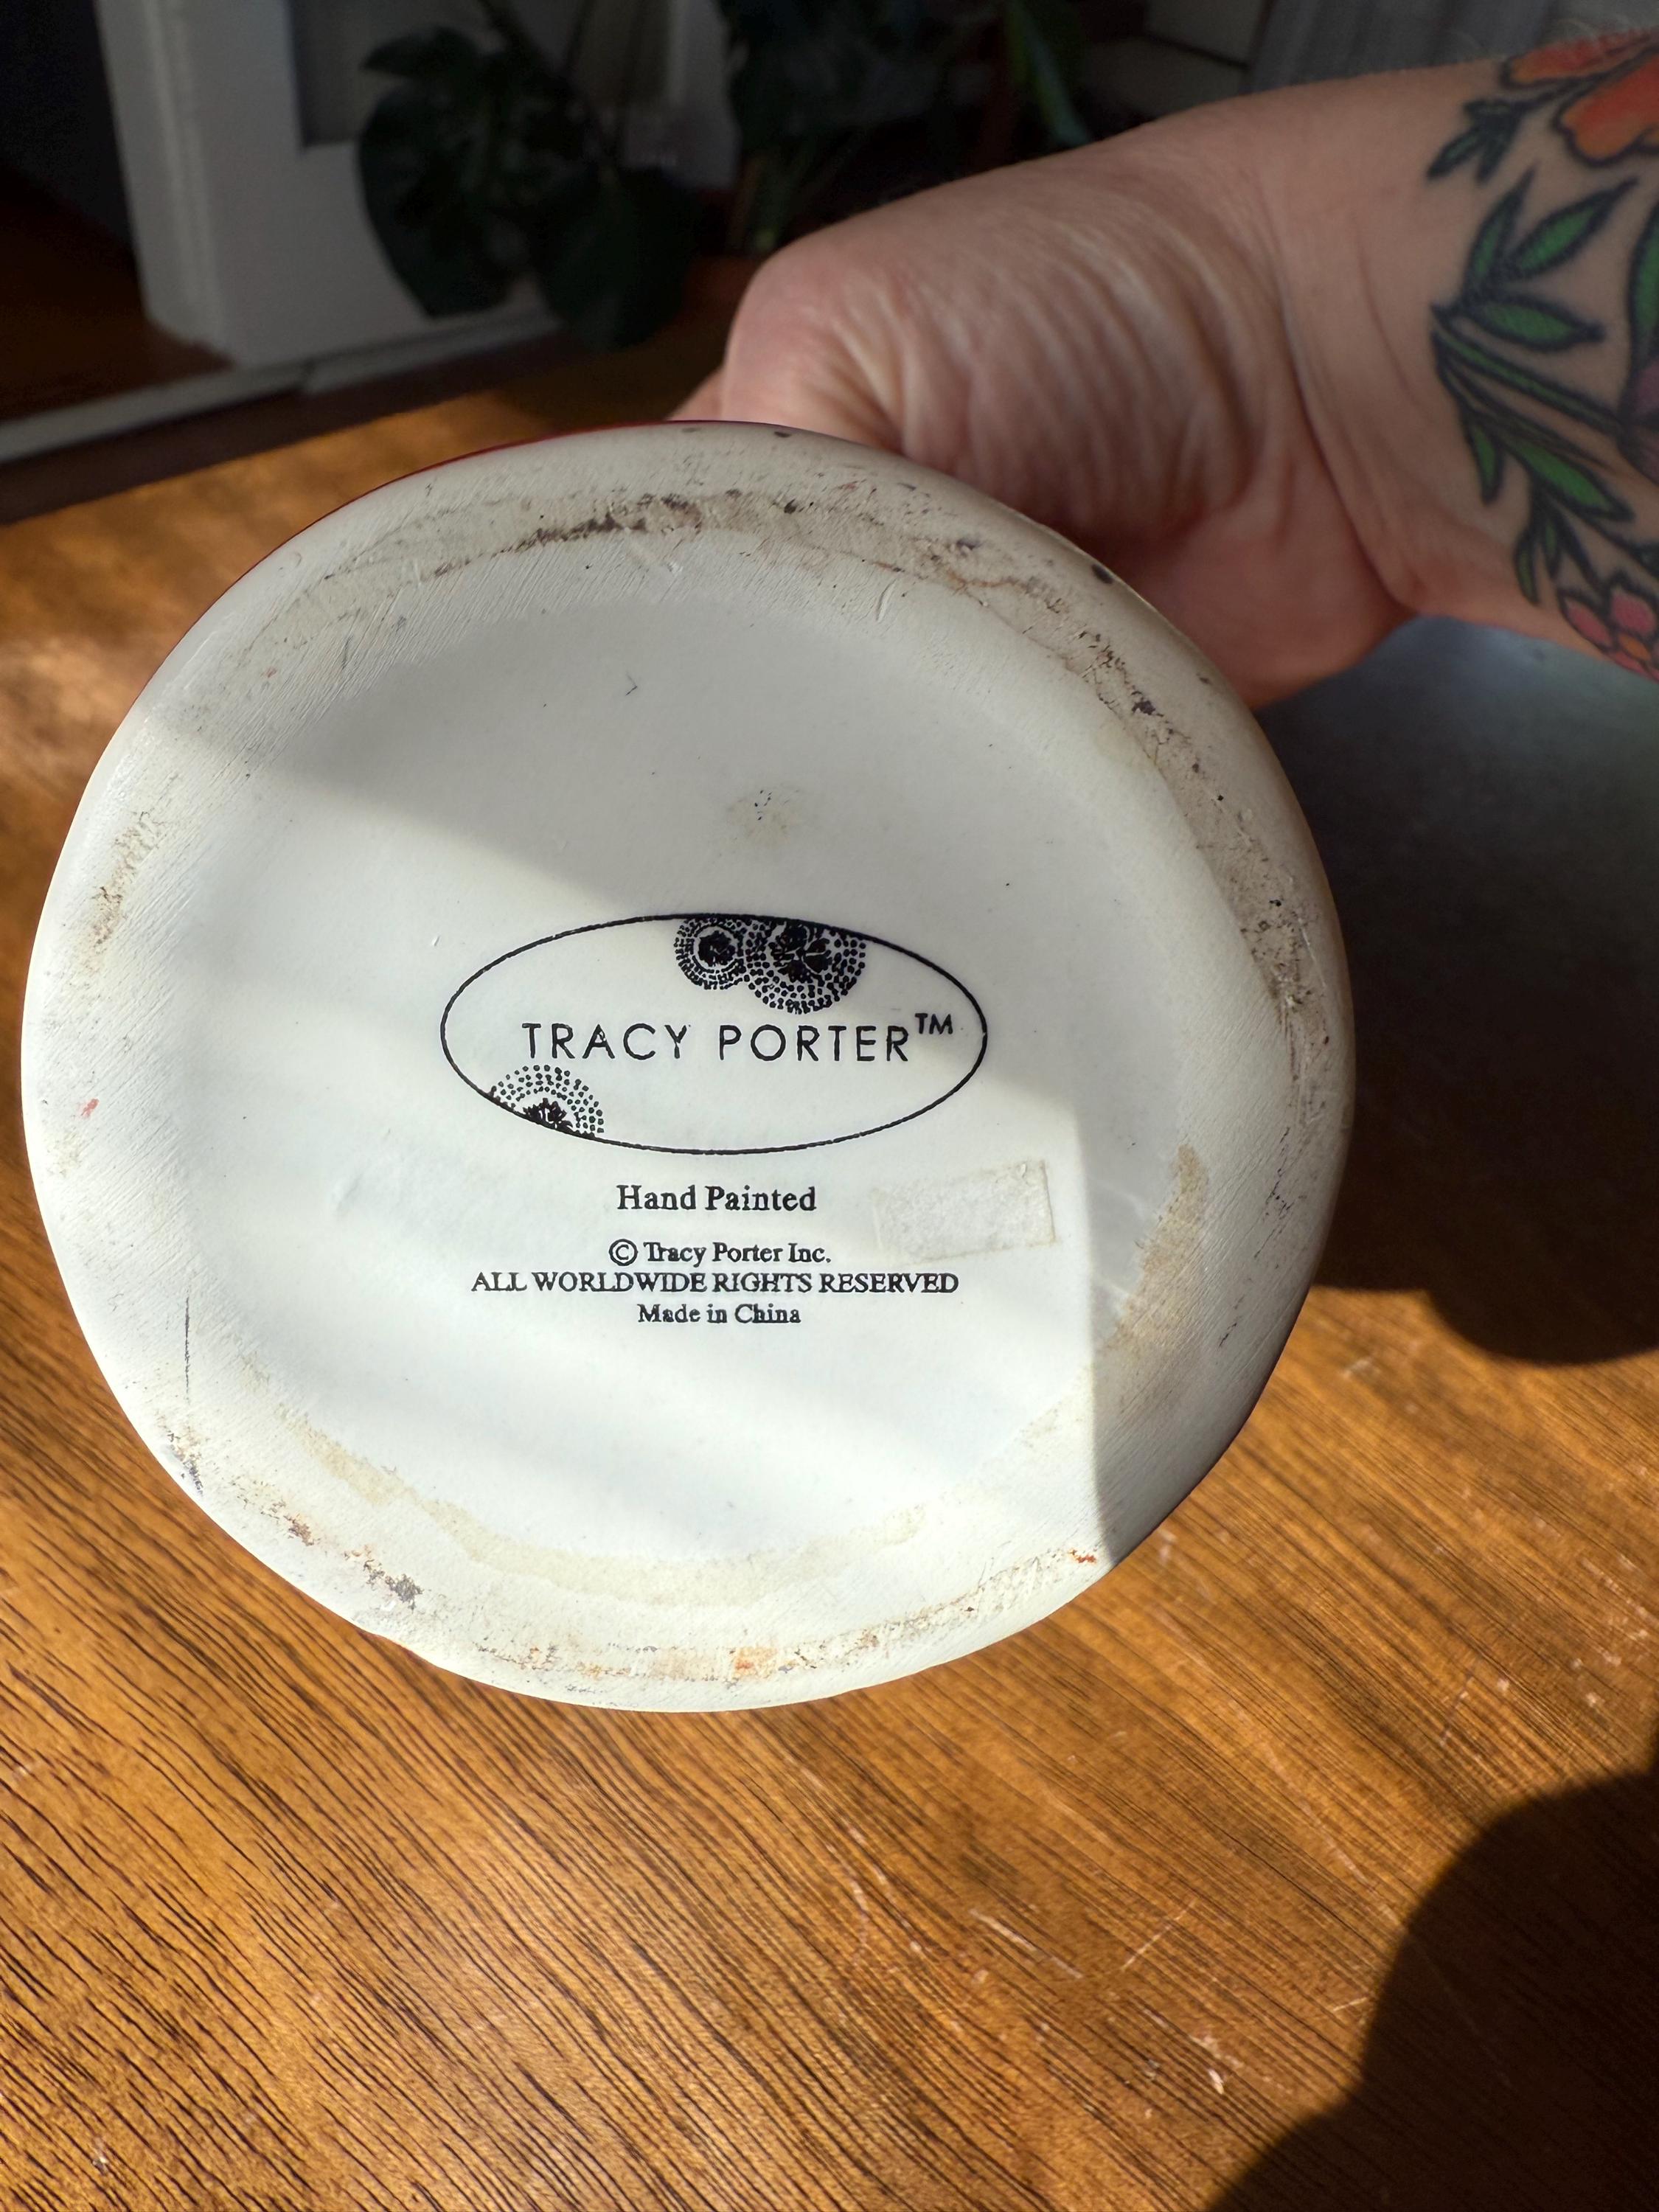 TRACY PORTER™
Hand Painted
© Tracy Porter Inc.
ALL WORLDWIDE RIGHTS RESERVED
Made in China